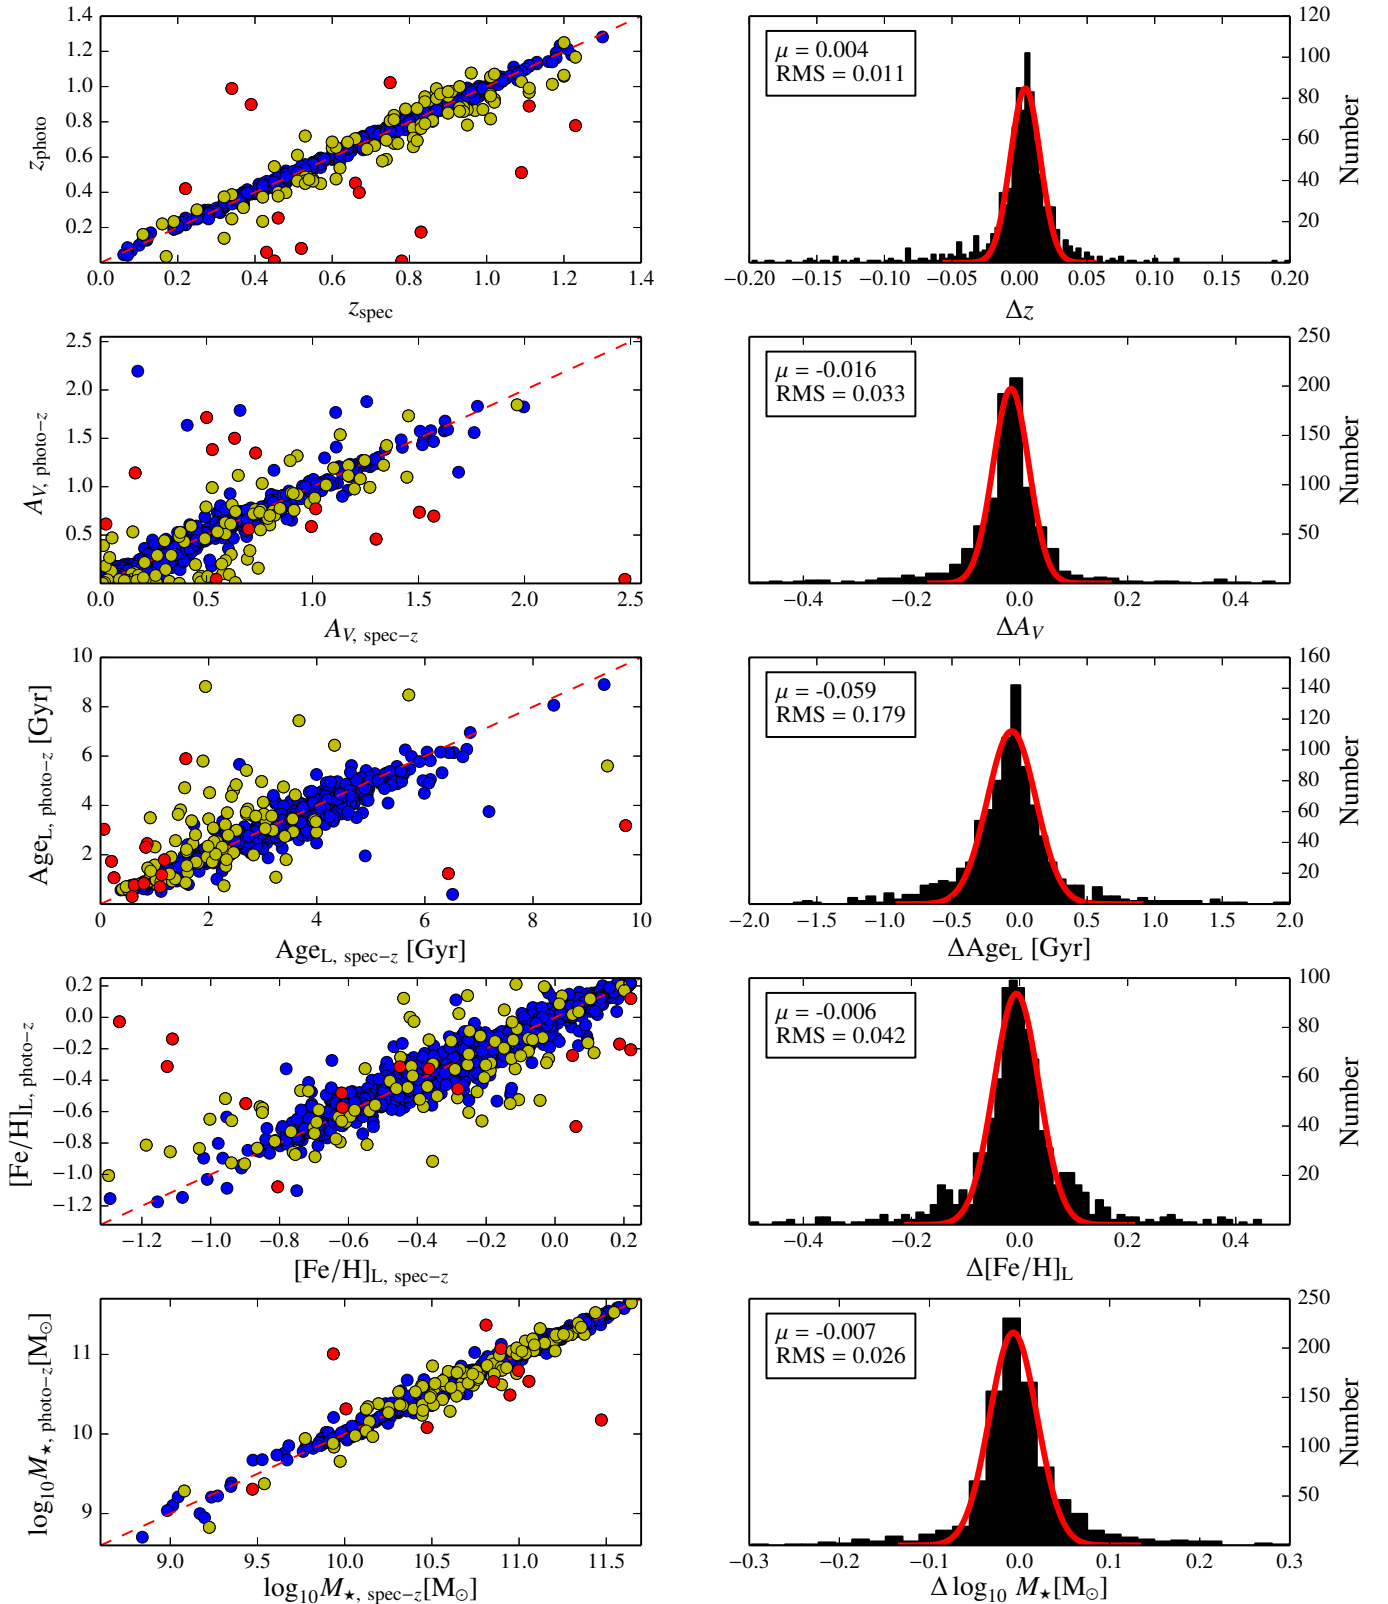 1.4
1.2
1.0
0.8
0.6
0.4
0.2
z_photo
0.0 0.2 0.4 0.6 0.8 1.0 1.2 1.4
z_spec
μ = 0.004
RMS = 0.011
120
100
80
60
40
20
Number
−0.20 −0.15 −0.10 −0.05 0.00 0.05 0.10 0.15 0.20
Δz
2.5
2.0
1.5
1.0
0.5
A_V, photo−z
0.0 0.5 1.0 1.5 2.0 2.5
A_V, spec−z
μ = -0.016
RMS = 0.033
250
200
150
100
50
Number
−0.4 −0.2 0.0 0.2 0.4
ΔA_V
10
8
6
4
2
Age_L, photo−z [Gyr]
0 2 4 6 8 10
Age_L, spec−z [Gyr]
μ = -0.059
RMS = 0.179
160
140
120
100
80
60
40
20
Number
−2.0 −1.5 −1.0 −0.5 0.0 0.5 1.0 1.5 2.0
ΔAge_L [Gyr]
0.2
0.0
−0.2
−0.4
−0.6
−0.8
−1.0
−1.2
[Fe/H]_L, photo−z
−1.2 −1.0 −0.8 −0.6 −0.4 −0.2 0.0 0.2
[Fe/H]_L, spec−z
μ = -0.006
RMS = 0.042
100
80
60
40
20
Number
−0.4 −0.2 0.0 0.2 0.4
Δ[Fe/H]_L
11
10
9
log₁₀M_⋆, photo−z[M_⊙]
9.0 9.5 10.0 10.5 11.0 11.5
log₁₀M_⋆, spec−z[M_⊙]
μ = -0.007
RMS = 0.026
250
200
150
100
50
Number
−0.3 −0.2 −0.1 0.0 0.1 0.2 0.3
Δ log₁₀ M_⋆[M_⊙]